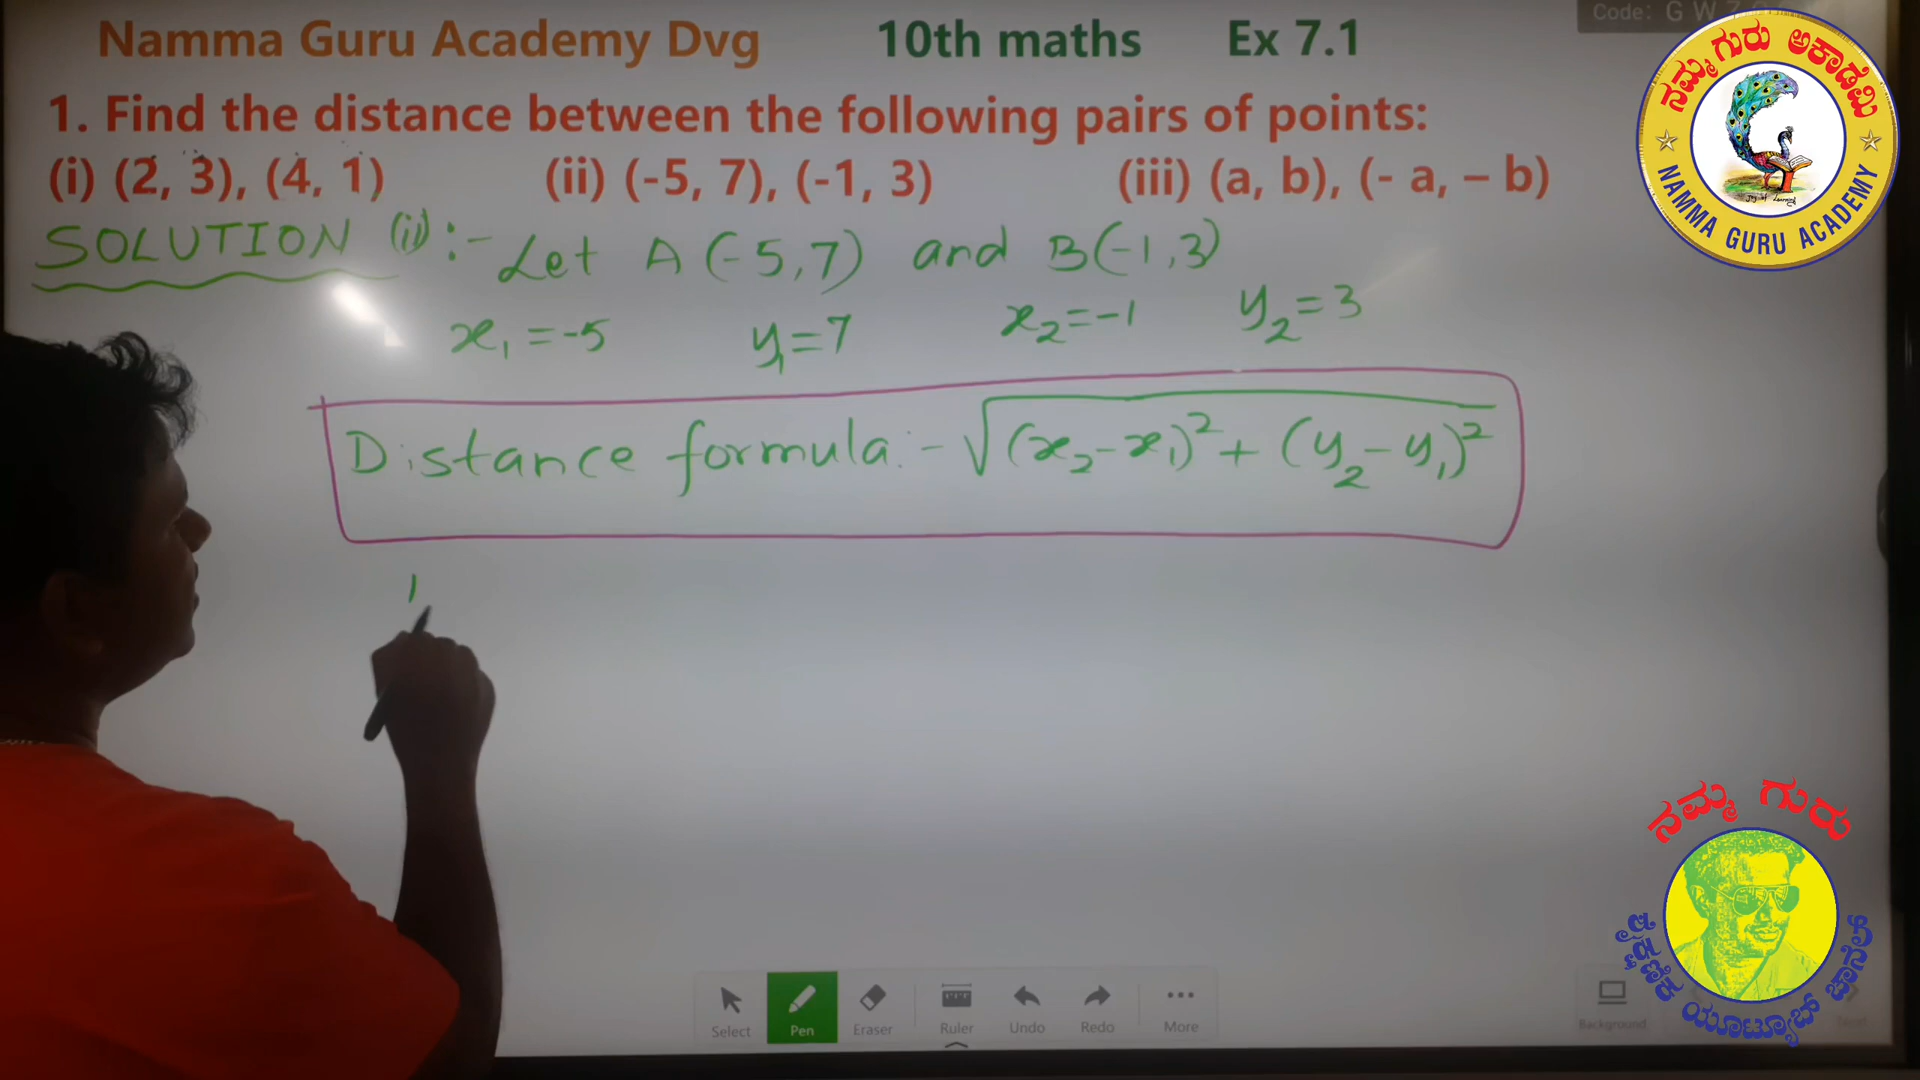 Code: G W
Namma Guru Academy Dvg 10th maths Ex 7.1
1. Find the distance between the following pairs of points:
(i) (2, 3), (4, 1) (ii) (-5, 7), (-1, 3) (iii) (a, b), (- a, – b)
SOLUTION (ii) :- Let A (-5,7) and B(-1,3)
x₁ = -5 y₁=7 x₂=-1 y₂=3
Distance formula:- √(x₂-x₁)² + (y₂-y₁)²
ನಮ್ಮ ಗುರು ಅಕಾಡೆಮಿ
NAMMA GURU ACADEMY
ನಮ್ಮ ಗುರು
ಶೈಕ್ಷಣಿಕ ಯೂಟ್ಯೂಬ್ ಚಾನೆಲ್
Select Pen Eraser Ruler Undo Redo More
Background